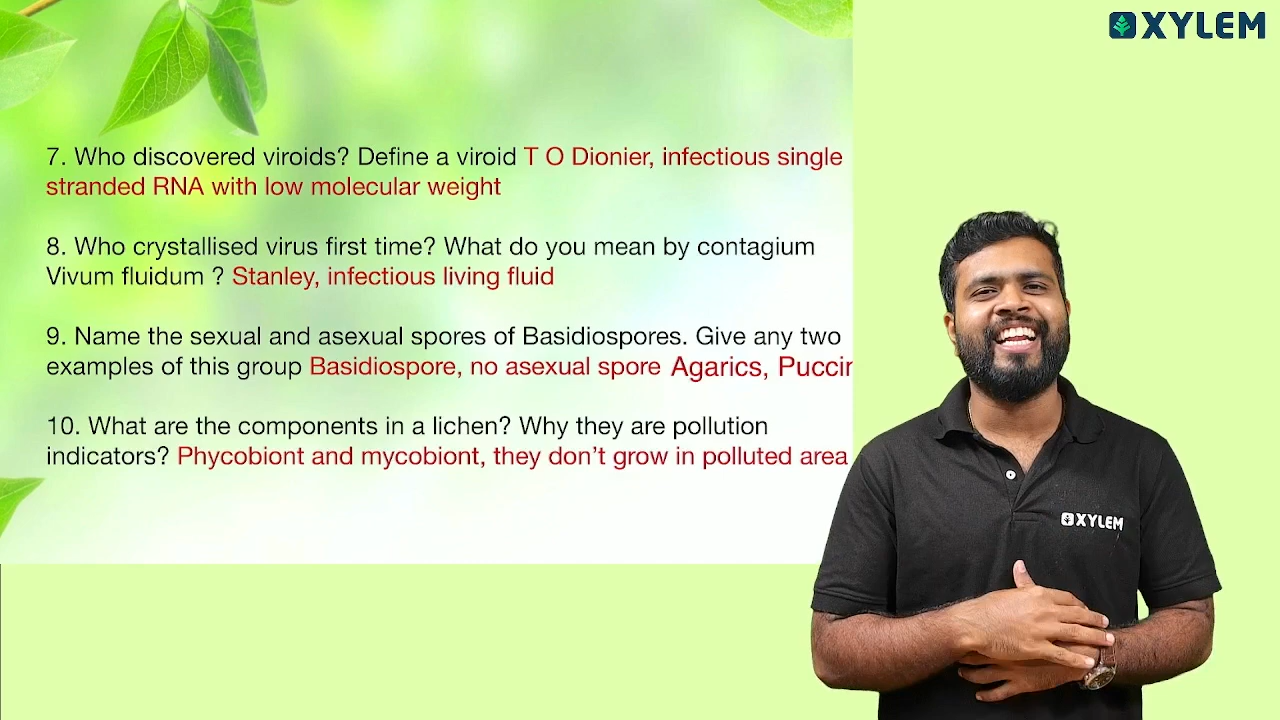 XYLEM
7. Who discovered viroids? Define a viroid T O Dionier, infectious single
stranded RNA with low molecular weight
8. Who crystallised virus first time? What do you mean by contagium
Vivum fluidum ? Stanley, infectious living fluid
9. Name the sexual and asexual spores of Basidiospores. Give any two
examples of this group Basidiospore, no asexual spore Agarics, Puccin
10. What are the components in a lichen? Why they are pollution
indicators? Phycobiont and mycobiont, they don’t grow in polluted area
XYLEM